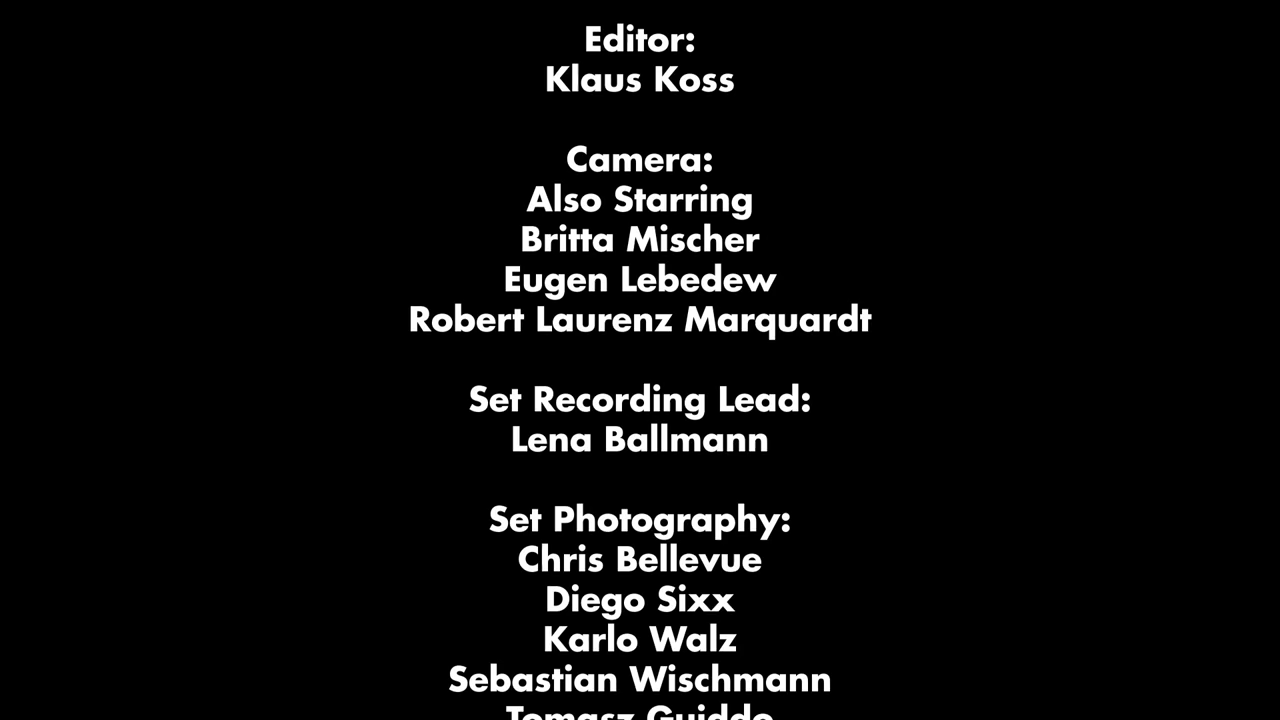 Editor:
Klaus Koss
Camera:
Also Starring
Britta Mischer
Eugen Lebedew
Robert Laurenz Marquardt
Set Recording Lead:
Lena Ballmann
Set Photography:
Chris Bellevue
Diego Sixx
Karlo Walz
Sebastian Wischmann
Tomasz